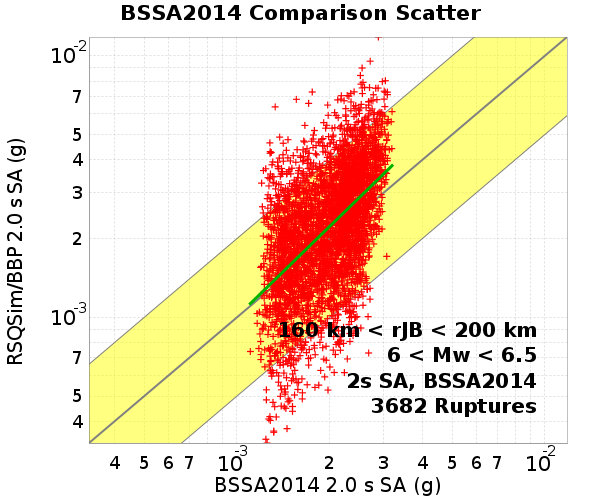 BSSA2014 Comparison Scatter
RSQSim/BBP 2.0 s SA (g)
10-2
7
5
4
3
2
10-3
7
5
4
160 km < rJB < 200 km
6 < Mw < 6.5
2s SA, BSSA2014
3682 Ruptures
4 5 6 7 10-3 2 3 4 5 6 7 10-2
BSSA2014 2.0 s SA (g)